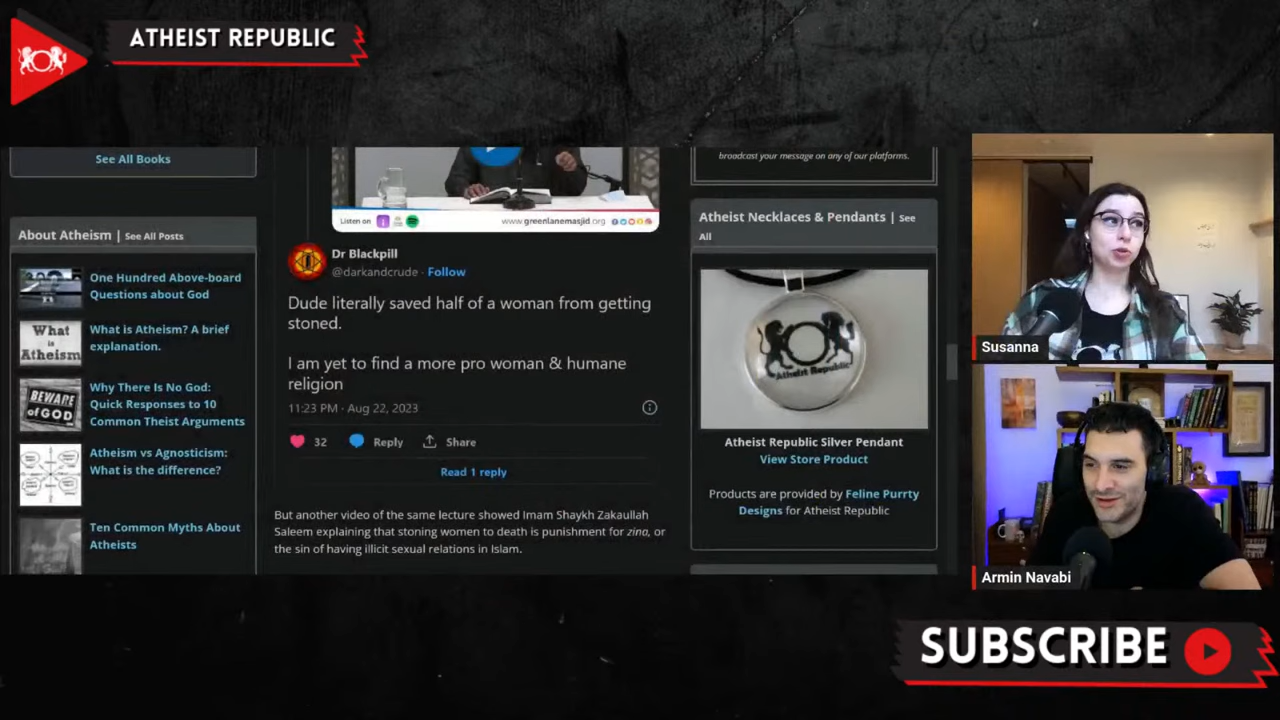 ATHEIST REPUBLIC
See All Books
About Atheism | See All Posts
One Hundred Above-board
Questions about God
What is Atheism? A brief
explanation.
What
is
Atheism
Why There Is No God:
Quick Responses to 10
Common Theist Arguments
BEWARE
of GOD
Atheism vs Agnosticism:
What is the difference?
Ten Common Myths About
Atheists
Listen on
www.greenlanemasjid.org
Dr Blackpill
@darkandcrude · Follow
Dude literally saved half of a woman from getting
stoned.
I am yet to find a more pro woman & humane
religion
11:23 PM · Aug 22, 2023
32 Reply Share
Read 1 reply
But another video of the same lecture showed Imam Shaykh Zakaullah
Saleem explaining that stoning women to death is punishment for zina, or
the sin of having illicit sexual relations in Islam.
broadcast your message on any of our platforms.
Atheist Necklaces & Pendants | See
All
Atheist Republic
Atheist Republic Silver Pendant
View Store Product
Products are provided by Feline Purrty
Designs for Atheist Republic
Susanna
Armin Navabi
SUBSCRIBE